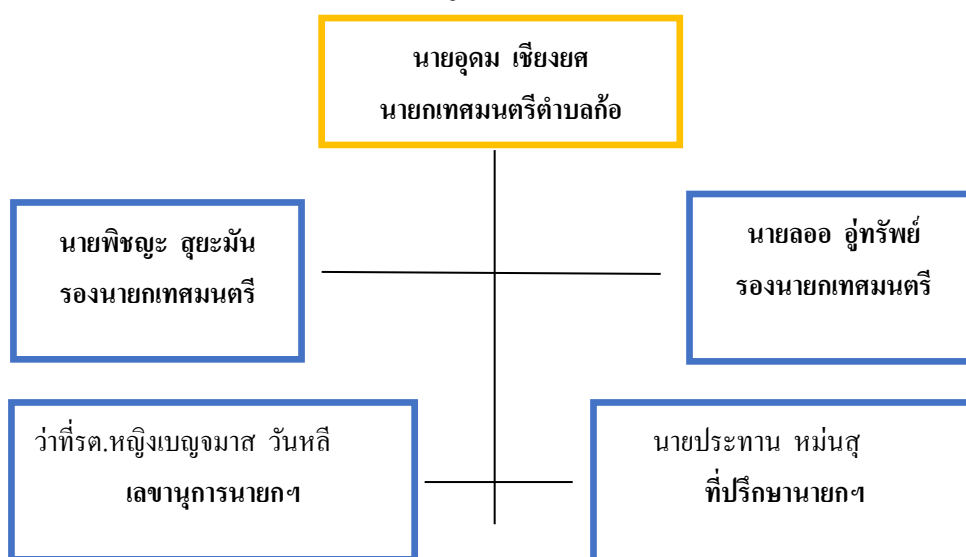 นายอุดม เชียงยศ
นายกเทศมนตรีตำบลก้อ
นายพิชญะ สุยะมัน
รองนายกเทศมนตรี
นายลออ อู่ทรัพย์
รองนายกเทศมนตรี
ว่าที่รต.หญิงเบญจมาส วันหลี
เลขานุการนายกฯ
นายประทาน หม่นสุ
ที่ปรึกษานายกฯ